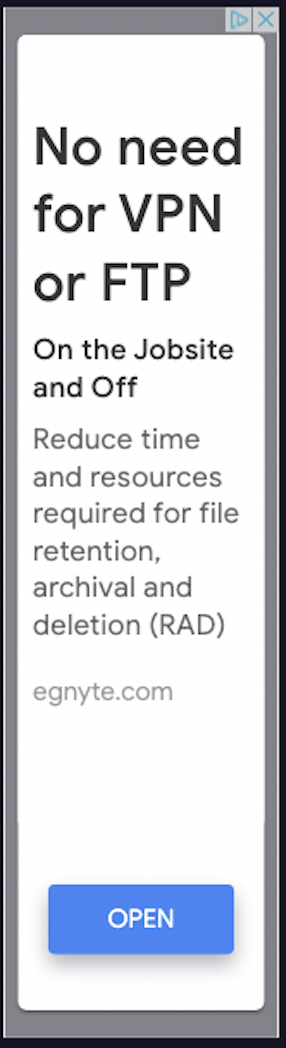 No need
for VPN
or FTP
On the Jobsite
and Off
Reduce time
and resources
required for file
retention,
archival and
deletion (RAD)
egnyte.com
OPEN